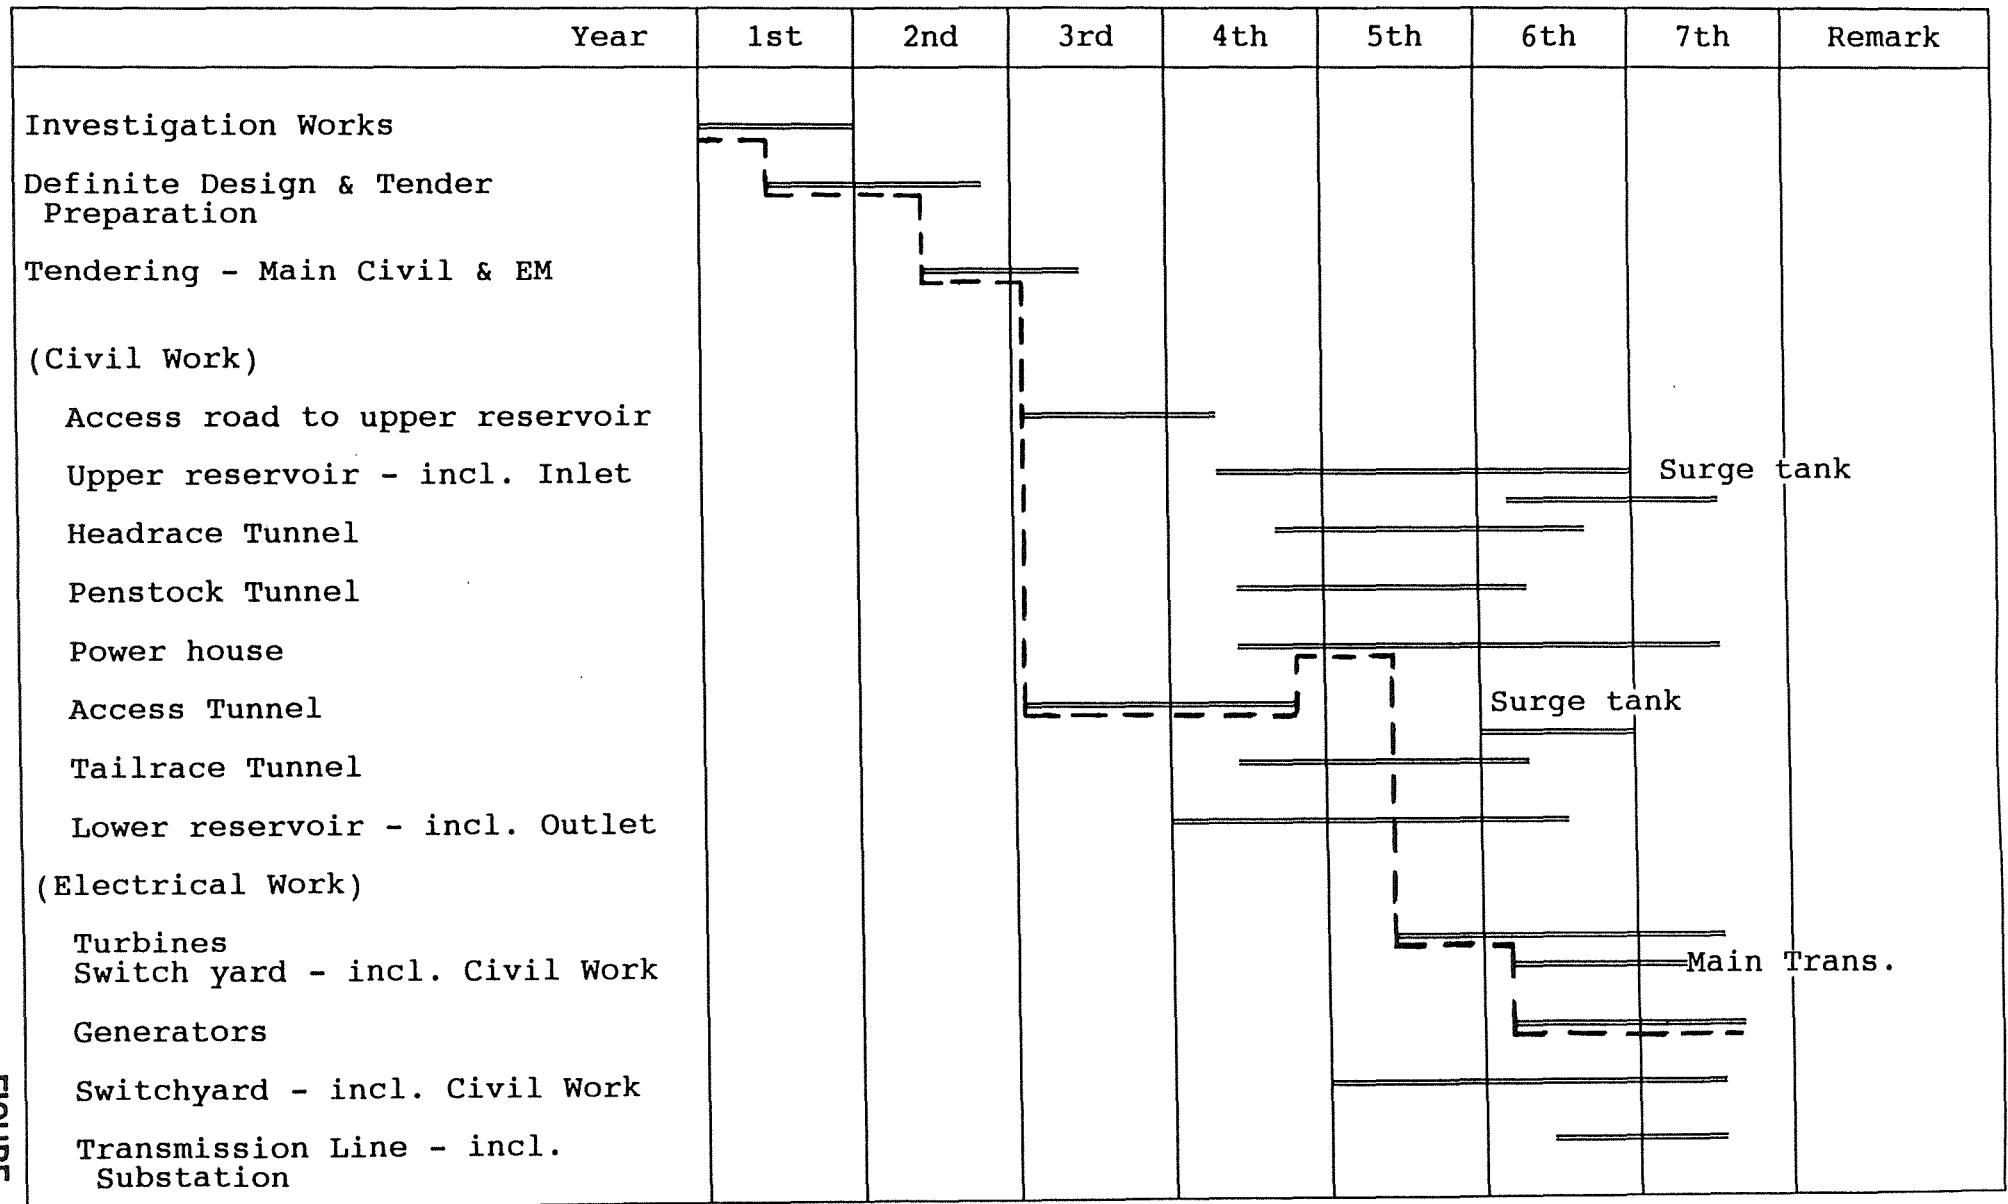 Year 1st 2nd 3rd 4th 5th 6th 7th Remark
Investigation Works
Definite Design & Tender
Preparation
Tendering - Main Civil & EM
(Civil Work)
Access road to upper reservoir
Upper reservoir - incl. Inlet Surge tank
Headrace Tunnel
Penstock Tunnel
Power house
Access Tunnel Surge tank
Tailrace Tunnel
Lower reservoir - incl. Outlet
(Electrical Work)
Turbines
Switch yard - incl. Civil Work Main Trans.
Generators
Switchyard - incl. Civil Work
Transmission Line - incl.
Substation